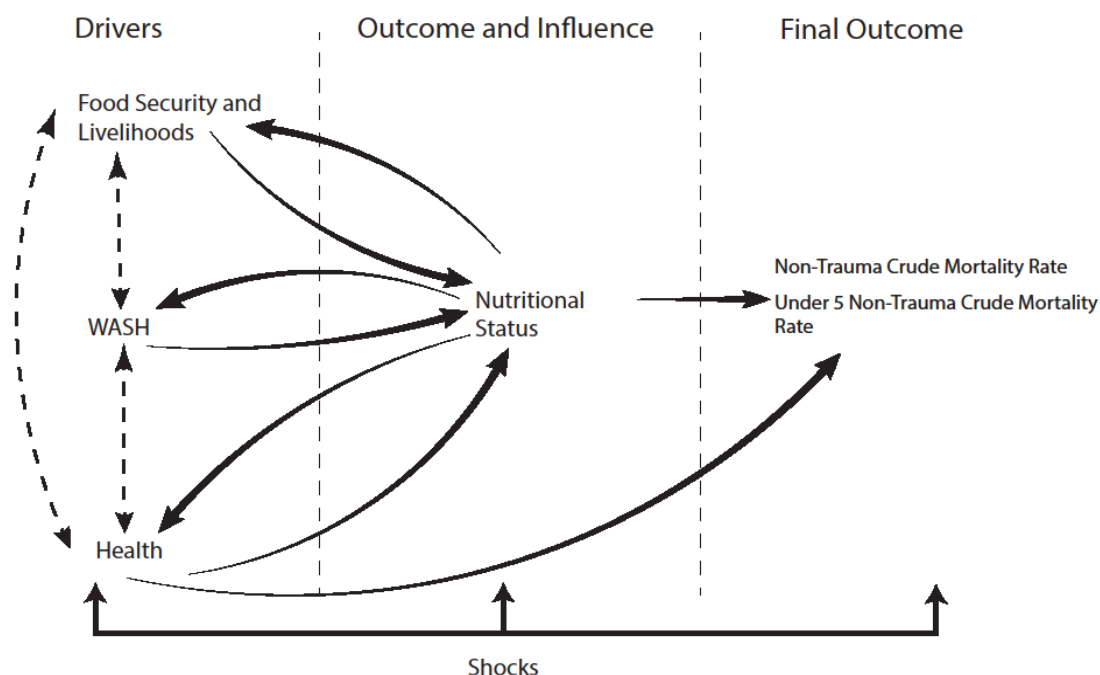 Drivers
Outcome and Influence
Final Outcome
Food Security and
Livelihoods
Non-Trauma Crude Mortality Rate
Nutritional
Status
Under 5 Non-Trauma Crude Mortality
Rate
WASH
Health
Shocks